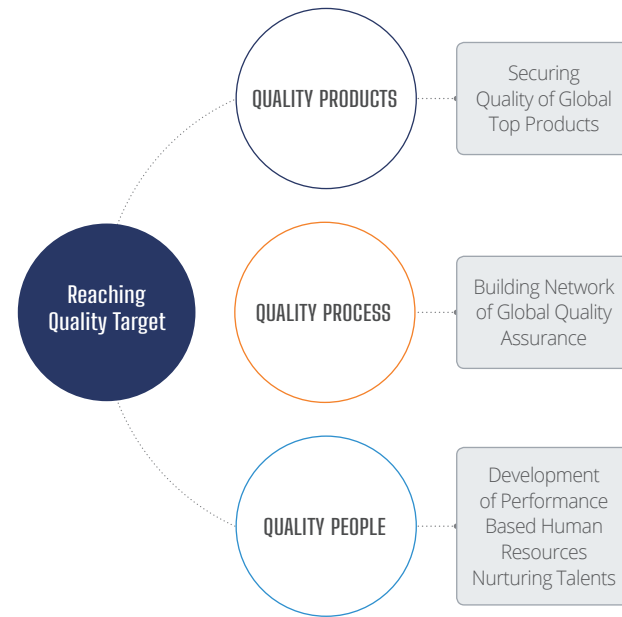 QUALITY PRODUCTS
Securing
Quality of Global
Top Products
Reaching
Quality Target
QUALITY PROCESS
Building Network
of Global Quality
Assurance
QUALITY PEOPLE
Development
of Performance
Based Human
Resources
Nurturing Talents